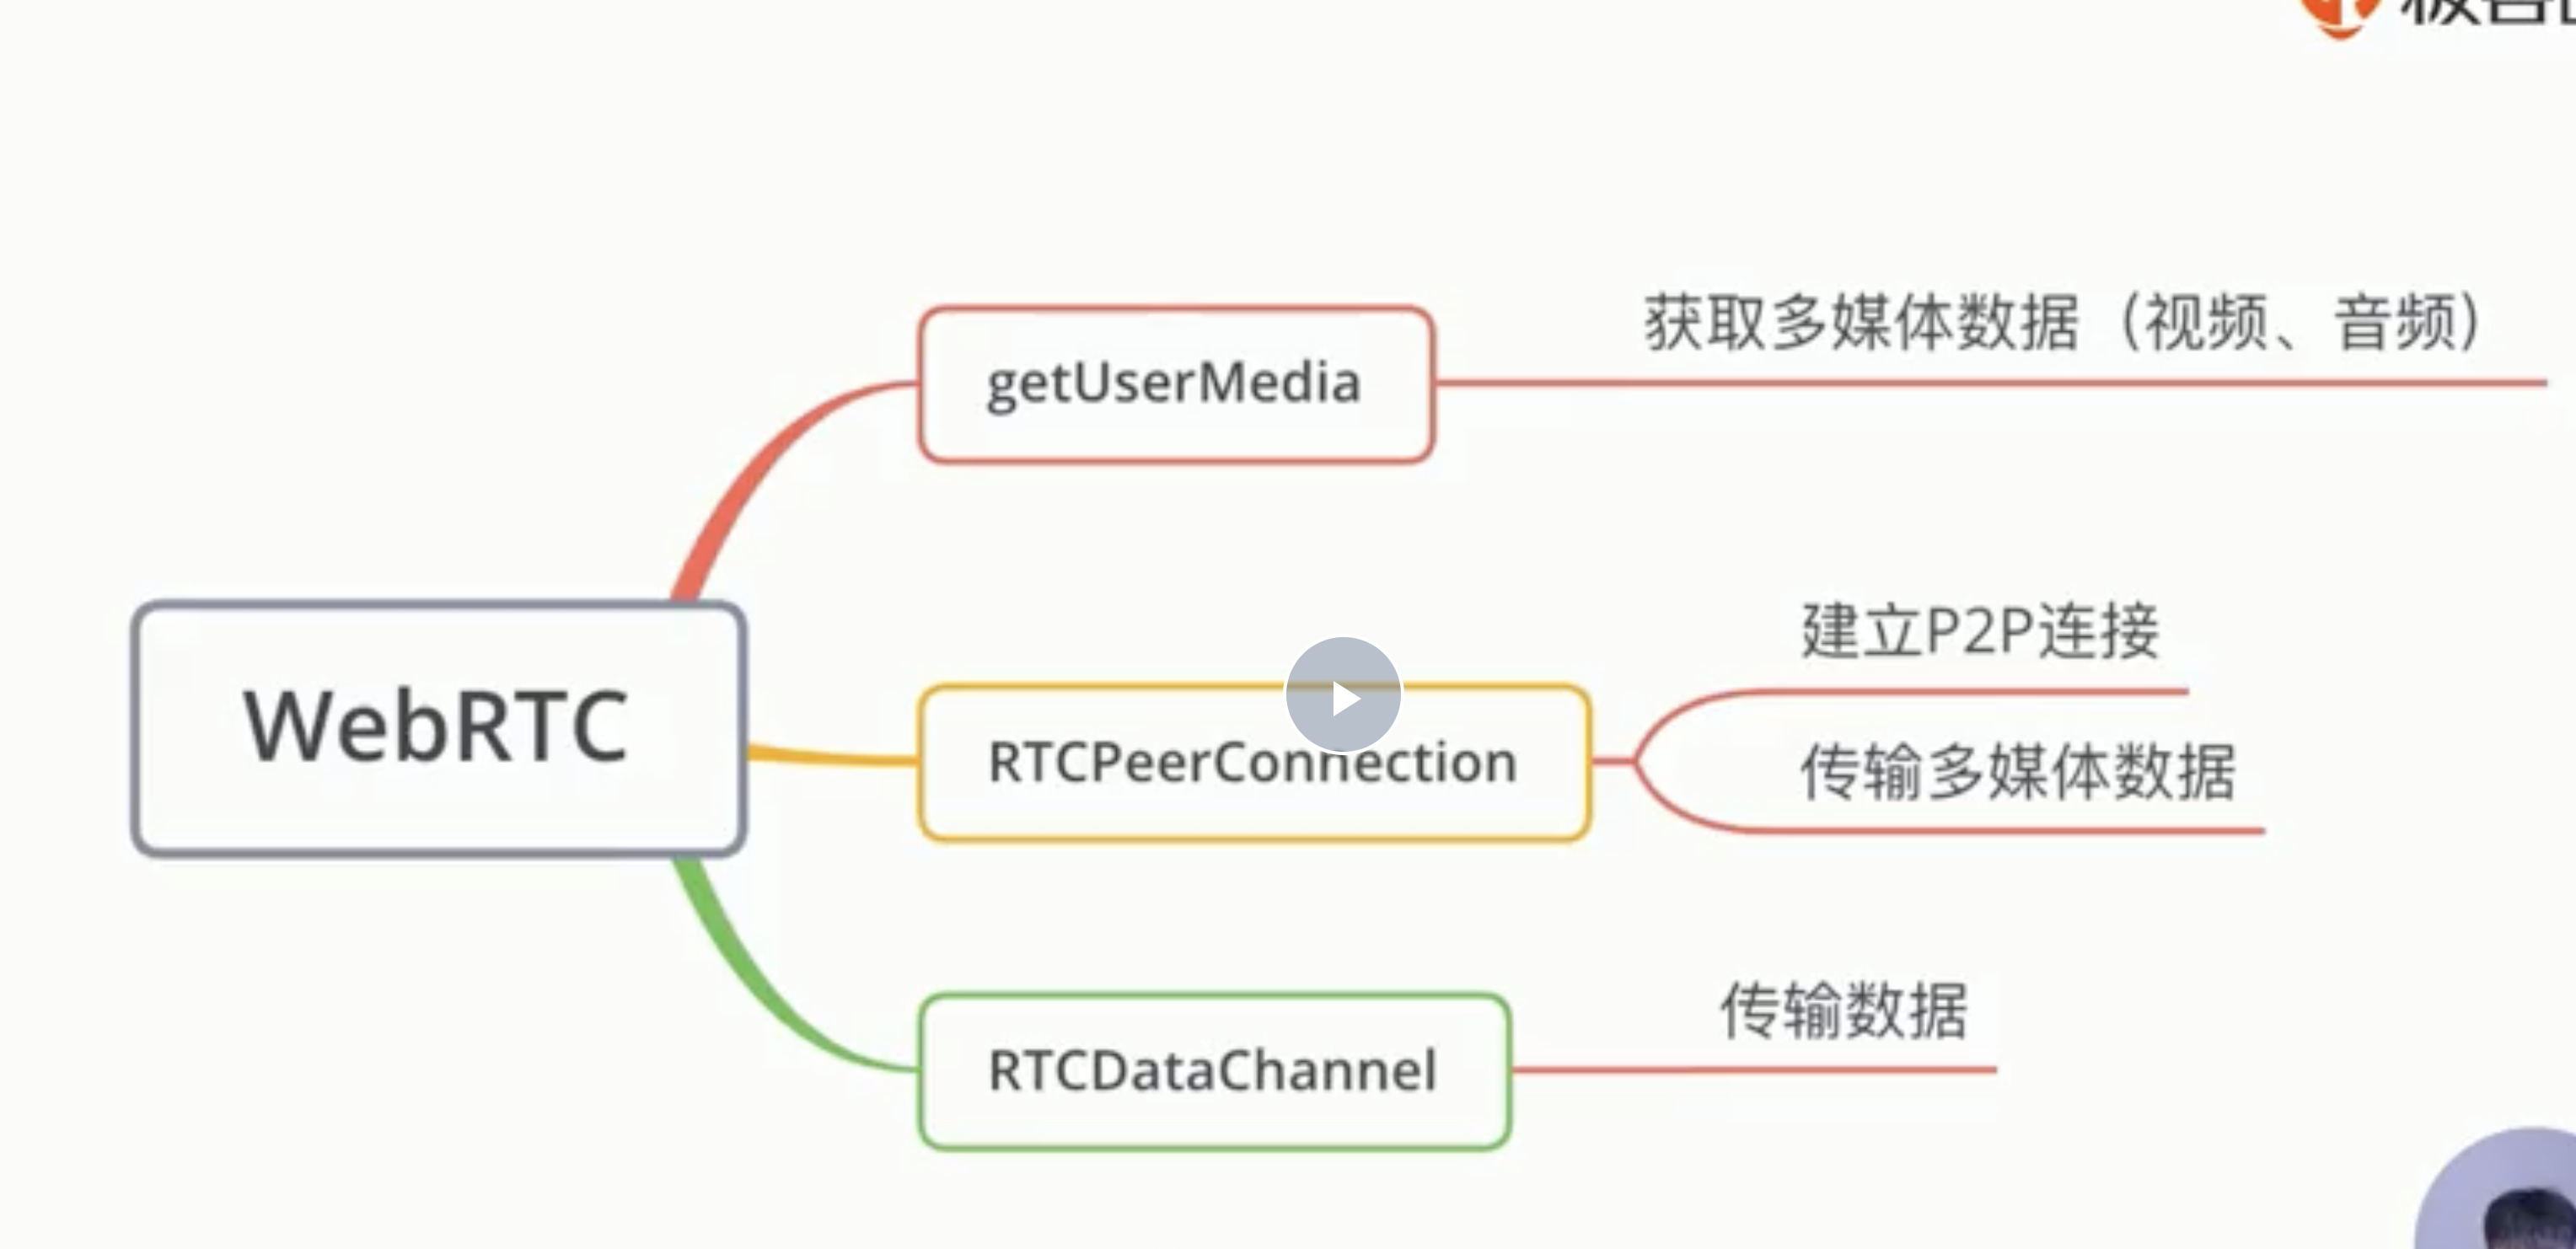 getUserMedia
获取多媒体数据（视频、音频）
WebRTC
RTCPeerConnection
建立P2P连接
传输多媒体数据
RTCDataChannel
传输数据